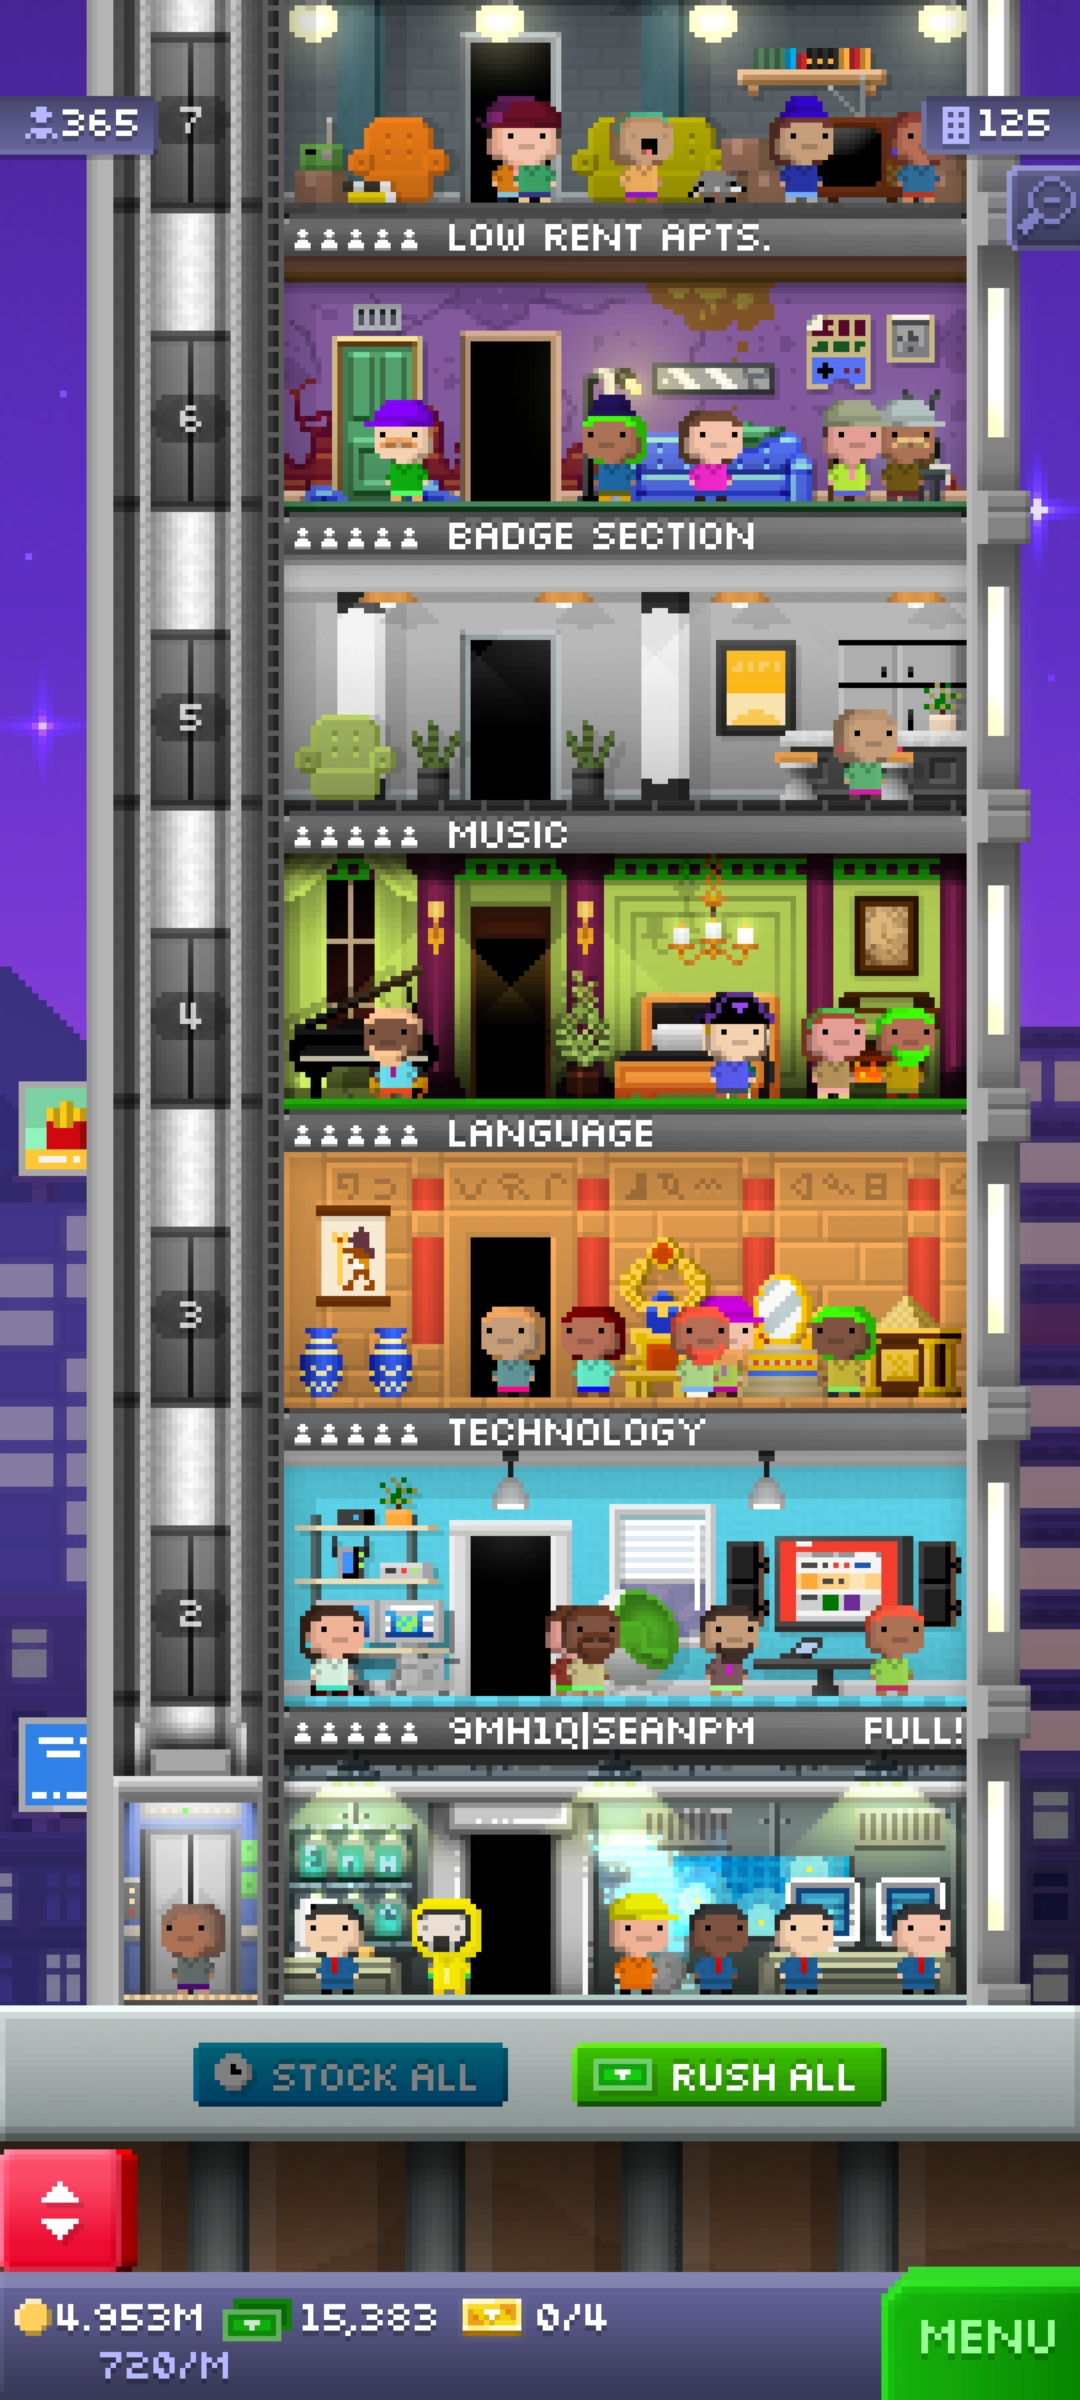 365
7
125
LOW RENT APTS.
6
BADGE SECTION
5
MUSIC
4
LANGUAGE
3
TECHNOLOGY
2
9MH1Q|SEANPM FULL!
STOCK ALL
RUSH ALL
4.953M 15,383 0/4
720/M
MENU